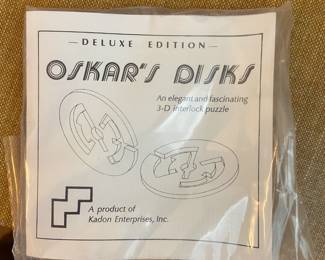 — DELUXE EDITION —
OSKAR'S DISKS
An elegant and fascinating
3-D interlock puzzle
A product of
Kadon Enterprises, Inc.